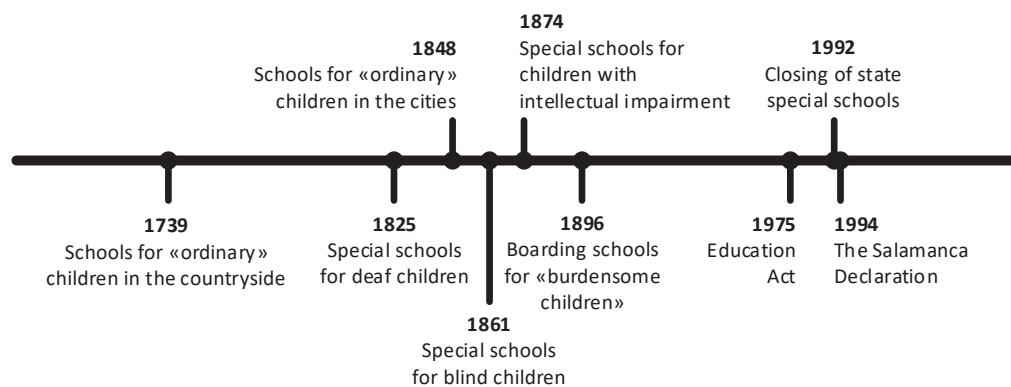 1848
Schools for «ordinary»
children in the cities
1874
Special schools for
children with
intellectual impairment
1992
Closing of state
special schools
1739
Schools for «ordinary»
children in the countryside
1825
Special schools
for deaf children
1861
Special schools
for blind children
1896
Boarding schools
for «burdensome
children»
1975
Education
Act
1994
The Salamanca
Declaration